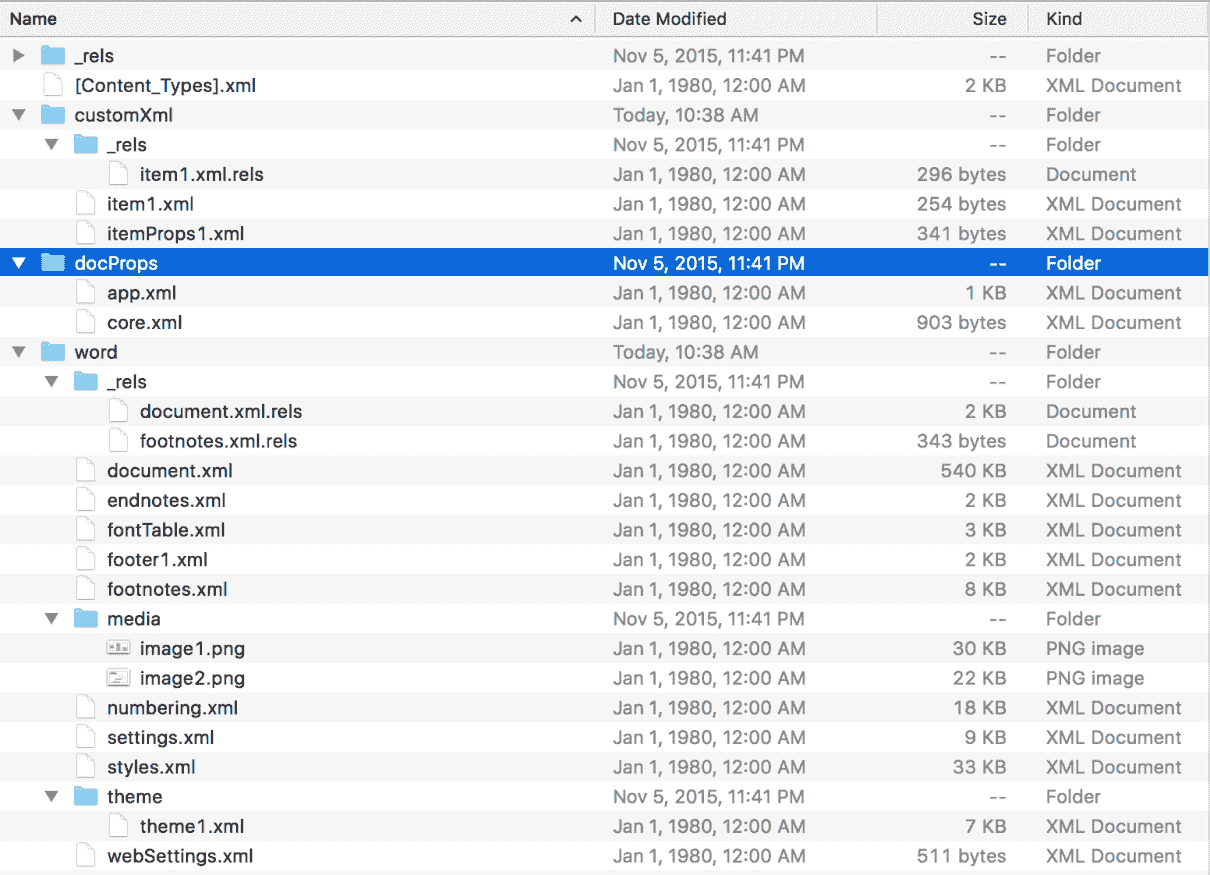 Name Date Modified Size Kind
_rels Nov 5, 2015, 11:41 PM -- Folder
[Content_Types].xml Jan 1, 1980, 12:00 AM 2 KB XML Document
customXml Today, 10:38 AM -- Folder
_rels Nov 5, 2015, 11:41 PM -- Folder
item1.xml.rels Jan 1, 1980, 12:00 AM 296 bytes Document
item1.xml Jan 1, 1980, 12:00 AM 254 bytes XML Document
itemProps1.xml Jan 1, 1980, 12:00 AM 341 bytes XML Document
docProps Nov 5, 2015, 11:41 PM -- Folder
app.xml Jan 1, 1980, 12:00 AM 1 KB XML Document
core.xml Jan 1, 1980, 12:00 AM 903 bytes XML Document
word Today, 10:38 AM -- Folder
_rels Nov 5, 2015, 11:41 PM -- Folder
document.xml.rels Jan 1, 1980, 12:00 AM 2 KB Document
footnotes.xml.rels Jan 1, 1980, 12:00 AM 343 bytes Document
document.xml Jan 1, 1980, 12:00 AM 540 KB XML Document
endnotes.xml Jan 1, 1980, 12:00 AM 2 KB XML Document
fontTable.xml Jan 1, 1980, 12:00 AM 3 KB XML Document
footer1.xml Jan 1, 1980, 12:00 AM 2 KB XML Document
footnotes.xml Jan 1, 1980, 12:00 AM 8 KB XML Document
media Nov 5, 2015, 11:41 PM -- Folder
image1.png Jan 1, 1980, 12:00 AM 30 KB PNG image
image2.png Jan 1, 1980, 12:00 AM 22 KB PNG image
numbering.xml Jan 1, 1980, 12:00 AM 18 KB XML Document
settings.xml Jan 1, 1980, 12:00 AM 9 KB XML Document
styles.xml Jan 1, 1980, 12:00 AM 33 KB XML Document
theme Nov 5, 2015, 11:41 PM -- Folder
theme1.xml Jan 1, 1980, 12:00 AM 7 KB XML Document
webSettings.xml Jan 1, 1980, 12:00 AM 511 bytes XML Document